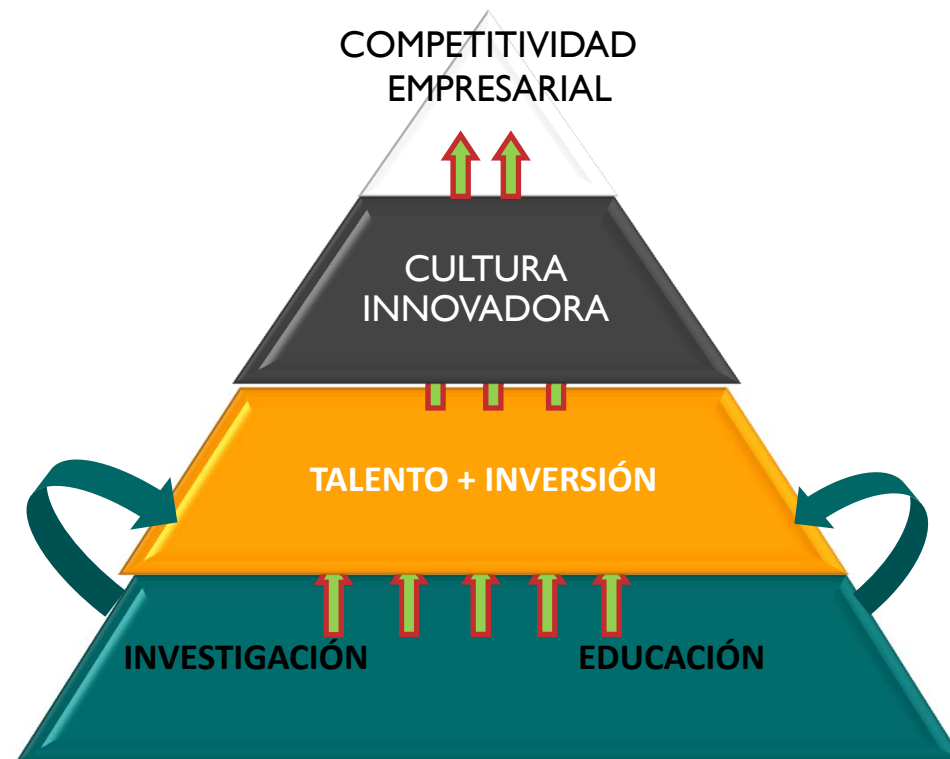 COMPETITIVIDAD
EMPRESARIAL
CULTURA
INNOVADORA
TALENTO + INVERSIÓN
INVESTIGACIÓN EDUCACIÓN